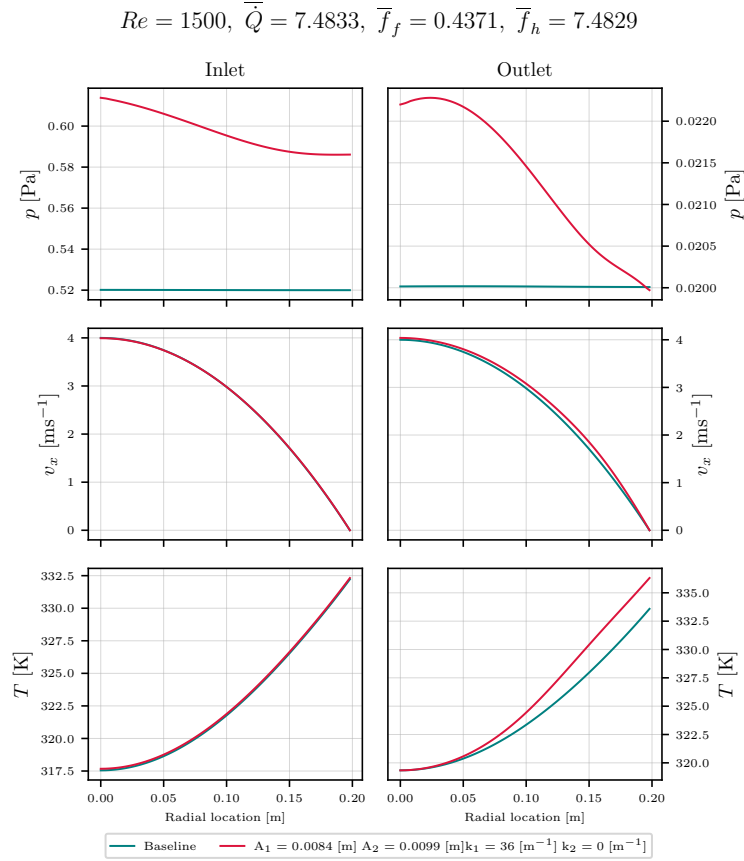 Re = 1500, \overline{\dot{Q}} = 7.4833, \overline{f}_f = 0.4371, \overline{f}_h = 7.4829
Inlet
Outlet
0.60
0.58
0.56
0.54
0.52
p [Pa]
0.0220
0.0215
0.0210
0.0205
0.0200
p [Pa]
4
3
2
1
0
v_x [ms⁻¹]
4
3
2
1
0
v_x [ms⁻¹]
332.5
330.0
327.5
325.0
322.5
320.0
317.5
T [K]
335.0
332.5
330.0
327.5
325.0
322.5
320.0
T [K]
0.00 0.05 0.10 0.15 0.20
Radial location [m]
0.00 0.05 0.10 0.15 0.20
Radial location [m]
Baseline
A₁ = 0.0084 [m] A₂ = 0.0099 [m]k₁ = 36 [m⁻¹] k₂ = 0 [m⁻¹]